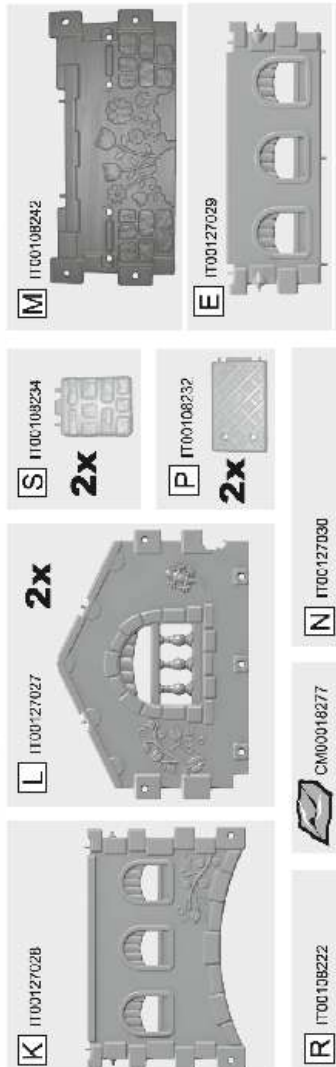 K IT00127028
L IT00127027
2x
S IT00108234
2x
M IT00108242
P IT00108232
2x
E IT00127029
R IT00108222
CM00018277
N IT00127030